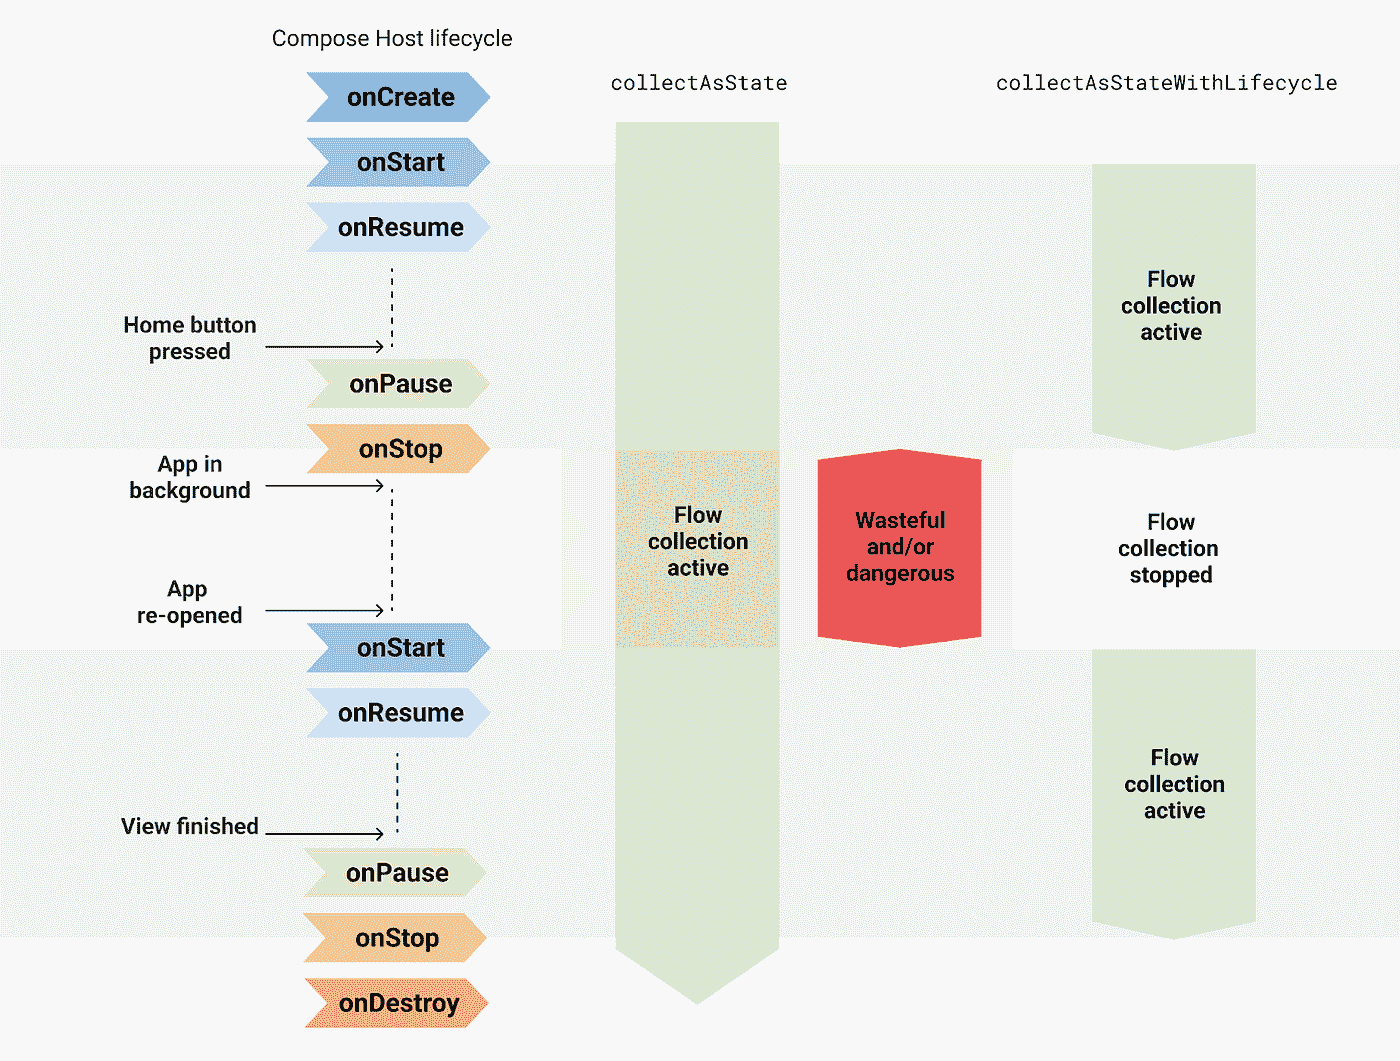 Compose Host lifecycle
collectAsState
collectAsStateWithLifecycle
onCreate
onStart
onResume
Home button
pressed
onPause
onStop
App in
background
App
re-opened
onStart
onResume
View finished
onPause
onStop
onDestroy
Flow
collection
active
Wasteful
and/or
dangerous
Flow
collection
active
Flow
collection
stopped
Flow
collection
active